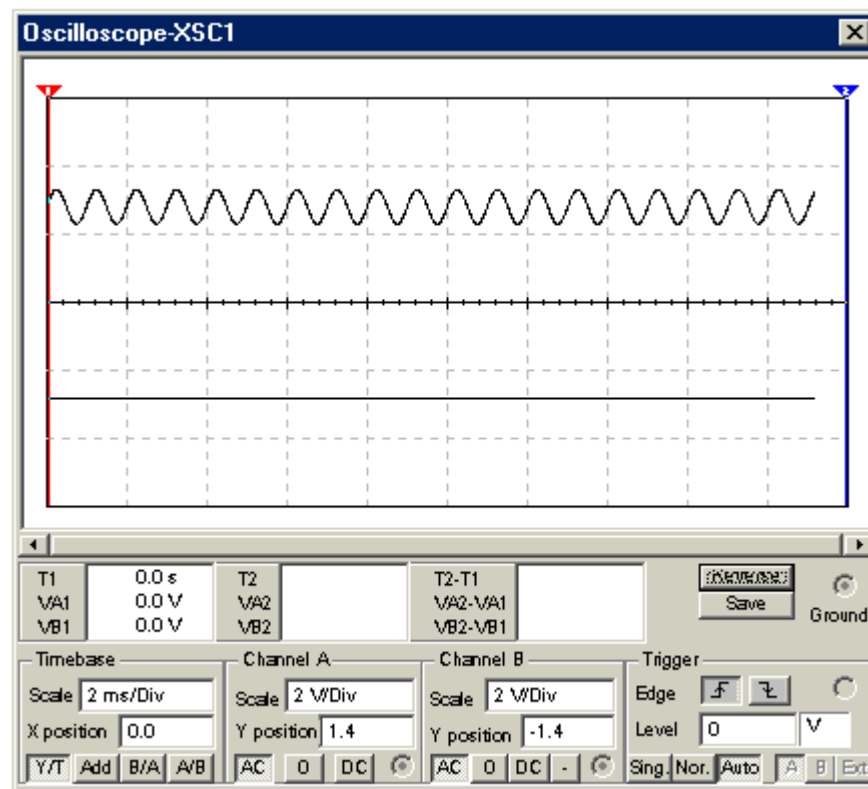 Oscilloscope-XSC1
1 2
T1 0.0 s T2 T2-T1 Reverse
VA1 0.0 V VA2 VA2-VA1 Save
VB1 0.0 V VB2 VB2-VB1 Ground
Timebase Channel A Channel B Trigger
Scale 2 ms/Div Scale 2 V/Div Scale 2 V/Div Edge
X position 0.0 Y position 1.4 Y position -1.4 Level 0 V
Y/T Add B/A A/B AC 0 DC AC 0 DC - Sing. Nor. Auto A B Ext